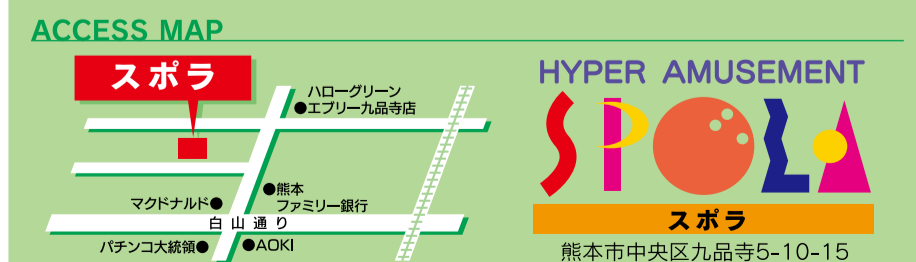 ACCESS MAP
スポラ
ハローグリーン
●エブリー九品寺店
●熊本
ファミリー銀行
マクドナルド●
白山通り
パチンコ大統領●
●AOKI
HYPER AMUSEMENT
SPOLA
スポラ
熊本市中央区九品寺5-10-15